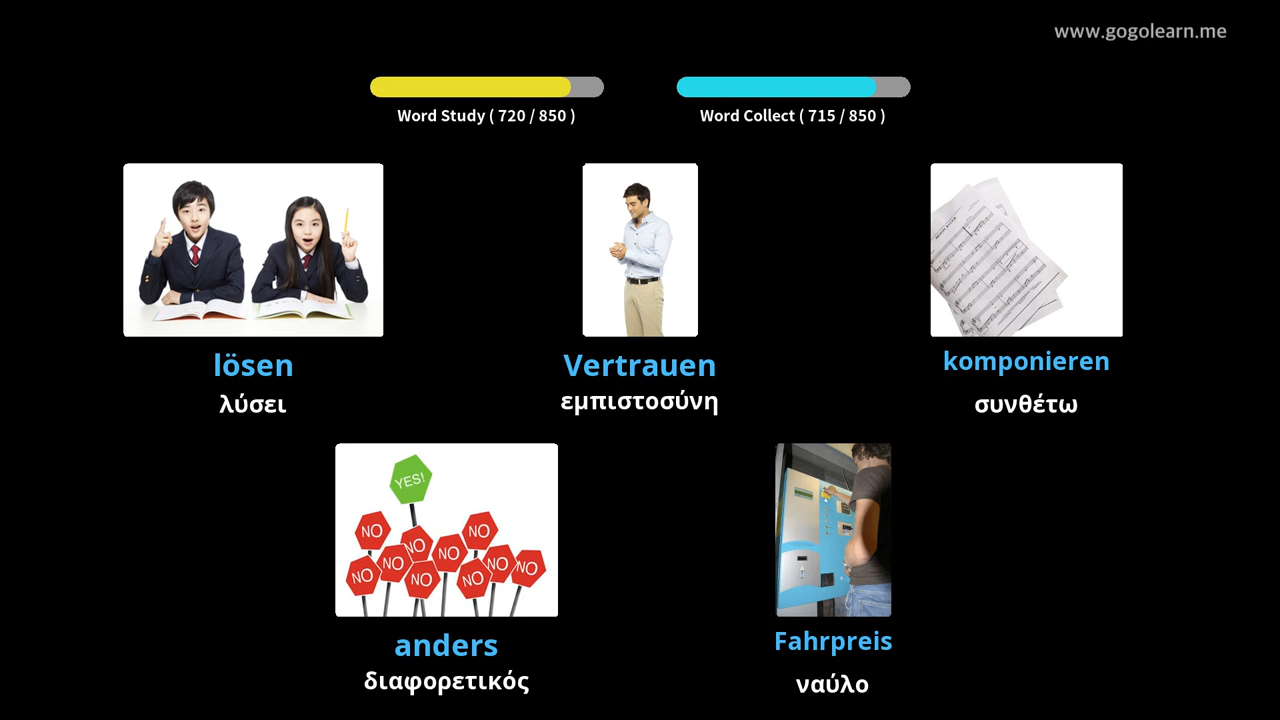 www.gogolearn.me
Word Study ( 720 / 850 )
Word Collect ( 715 / 850 )
lösen
λύσει
Vertrauen
εμπιστοσύνη
komponieren
συνθέτω
YES!
NO
NO
NO
NO
NO
NO
NO
NO
NO
NO
anders
διαφορετικός
Fahrpreis
ναύλο